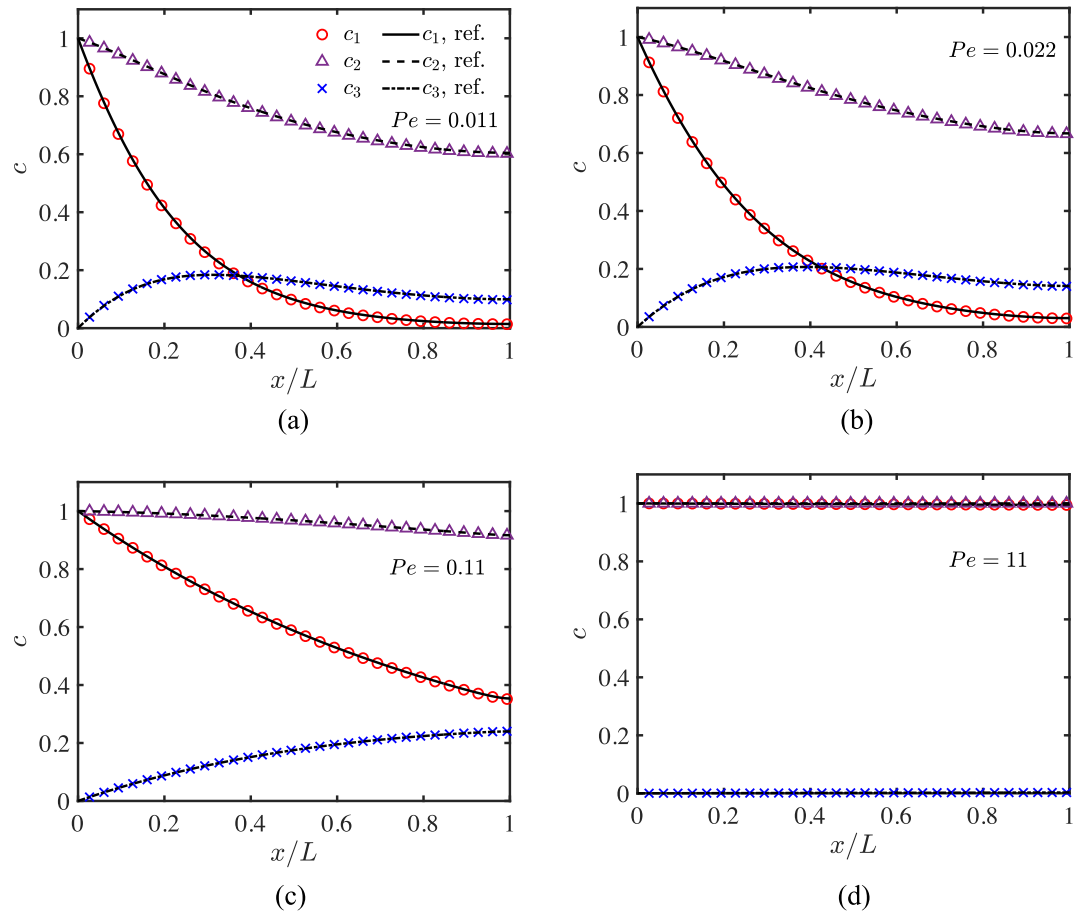 c₁ c₁, ref.
c₂ c₂, ref.
c₃ c₃, ref.
Pe = 0.011
1
0.8
0.6
0.4
0.2
0
c
0 0.2 0.4 0.6 0.8 1
x/L
(a)
Pe = 0.022
1
0.8
0.6
0.4
0.2
0
c
0 0.2 0.4 0.6 0.8 1
x/L
(b)
Pe = 0.11
1
0.8
0.6
0.4
0.2
0
c
0 0.2 0.4 0.6 0.8 1
x/L
(c)
Pe = 11
1
0.8
0.6
0.4
0.2
0
c
0 0.2 0.4 0.6 0.8 1
x/L
(d)